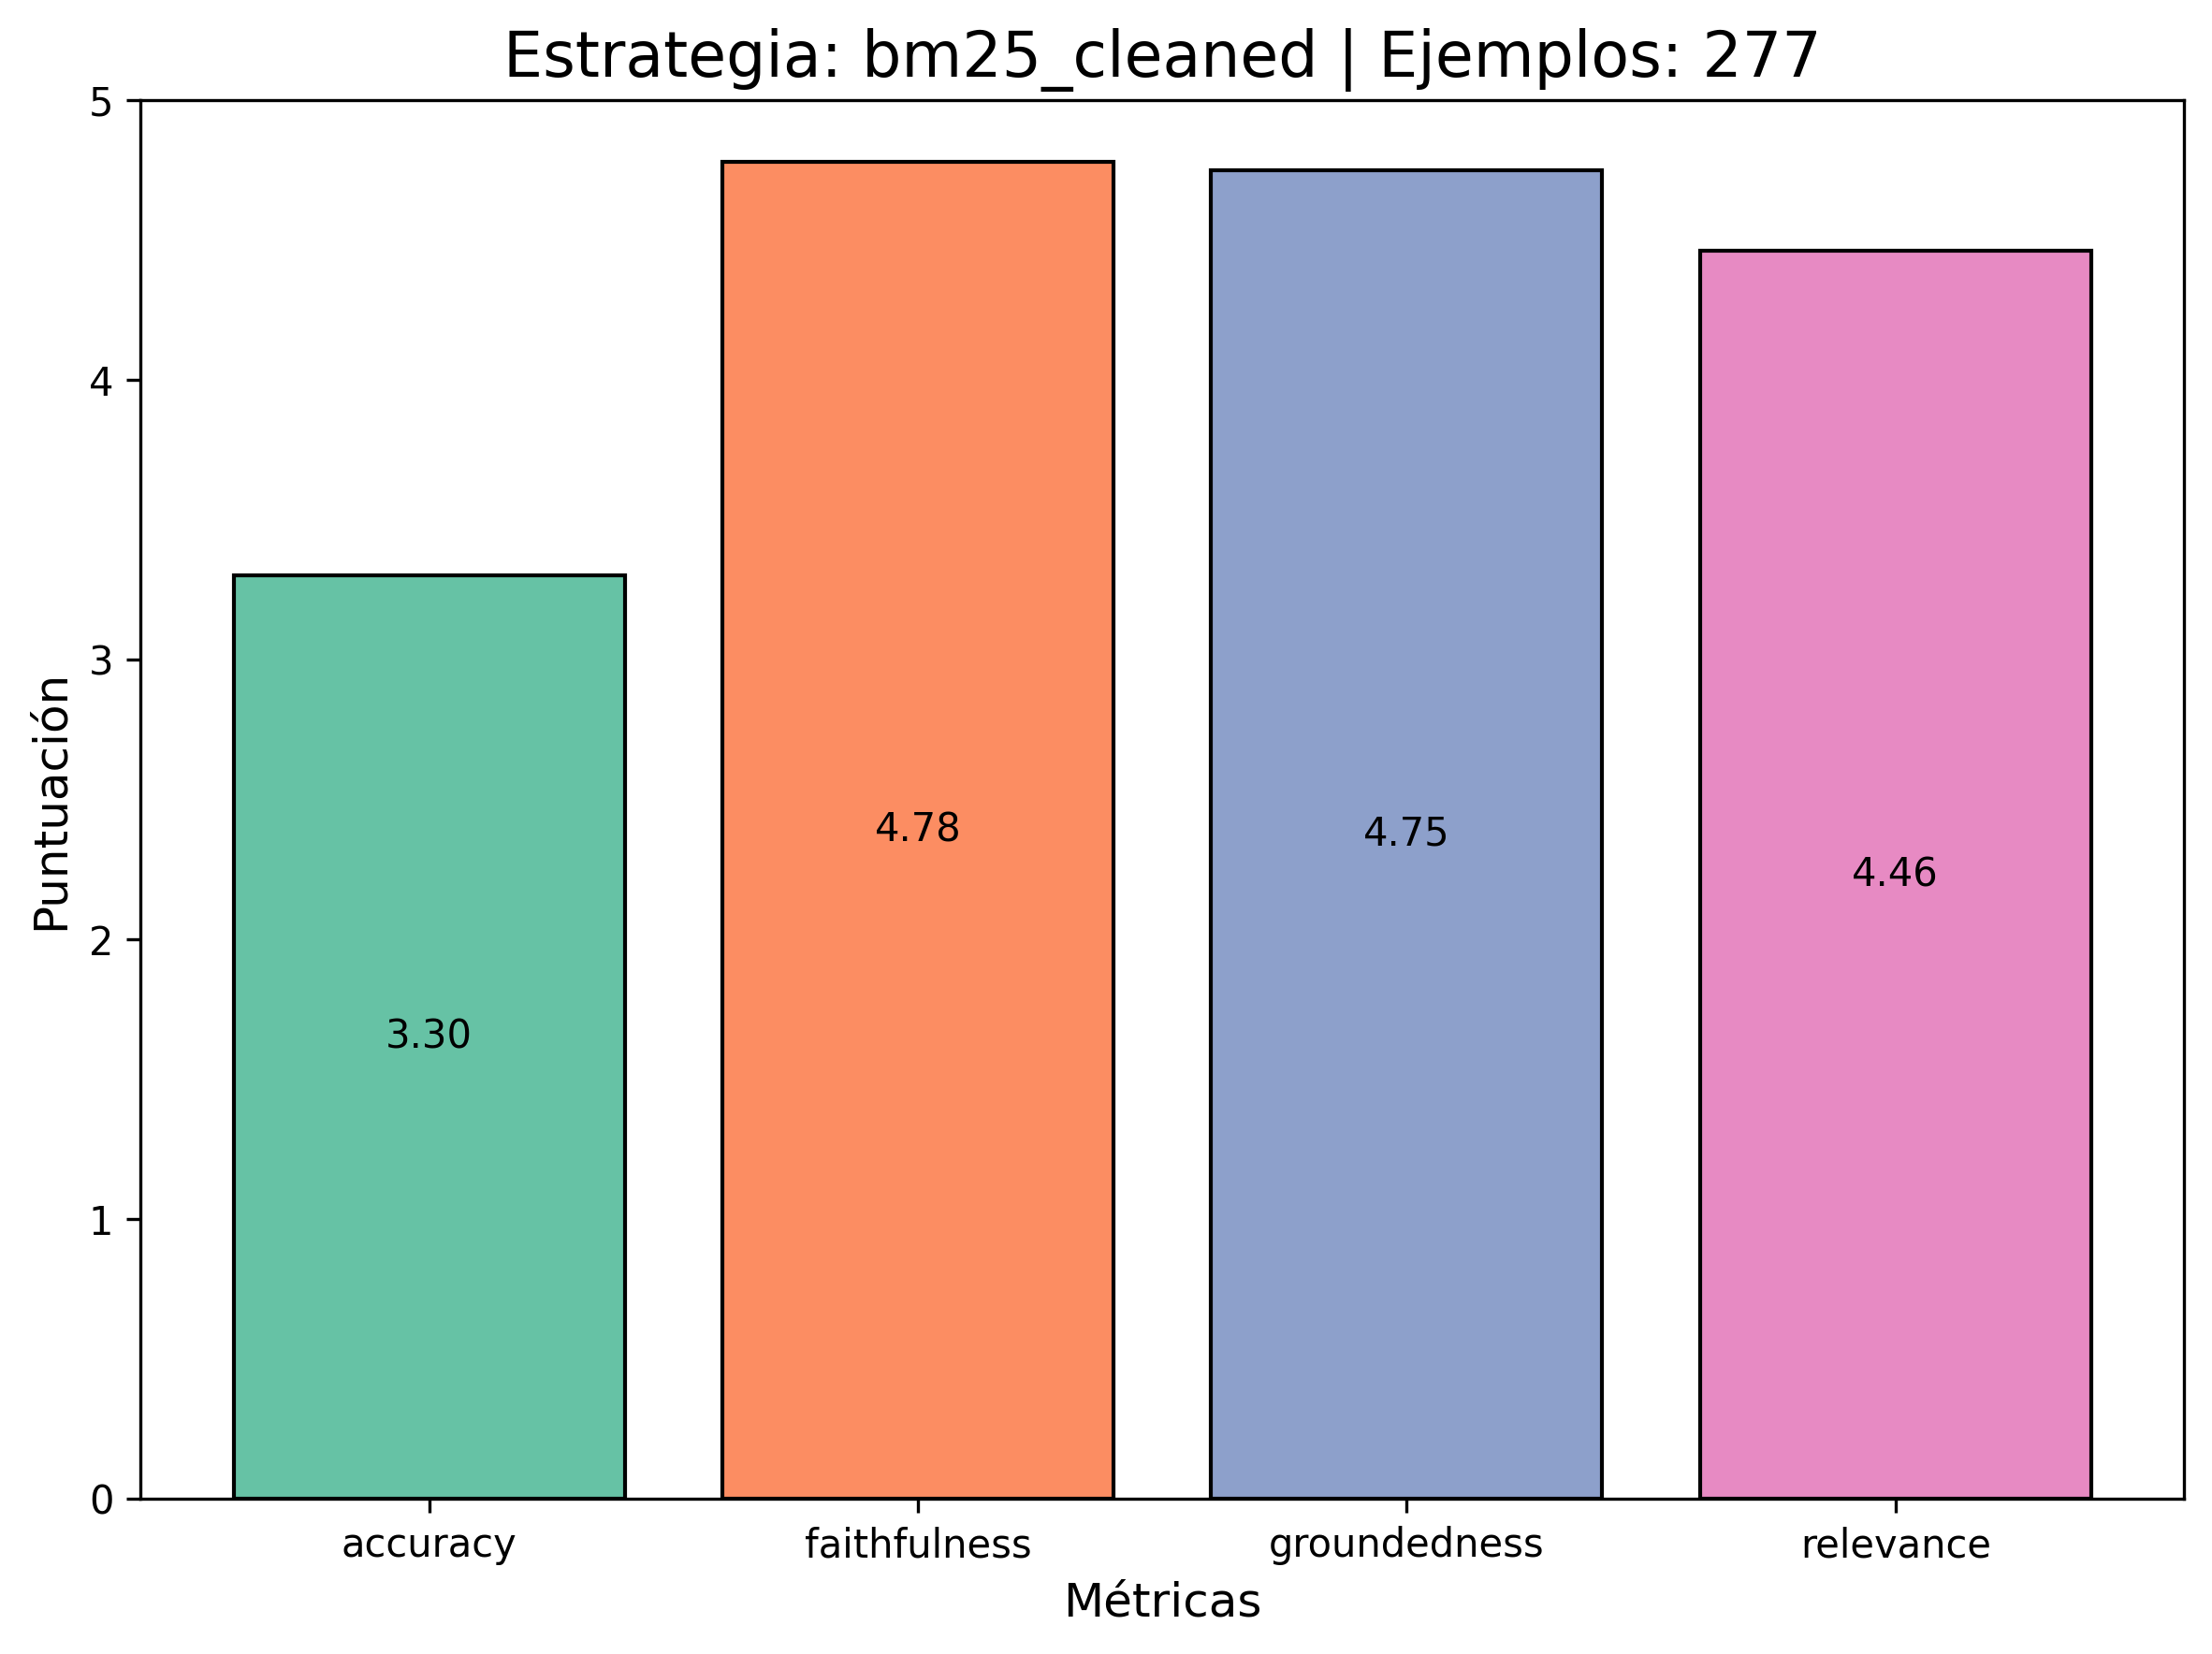 Estrategia: bm25_cleaned | Ejemplos: 277
Puntuación
5
4
3
2
1
0
3.30
4.78
4.75
4.46
accuracy
faithfulness
groundedness
relevance
Métricas